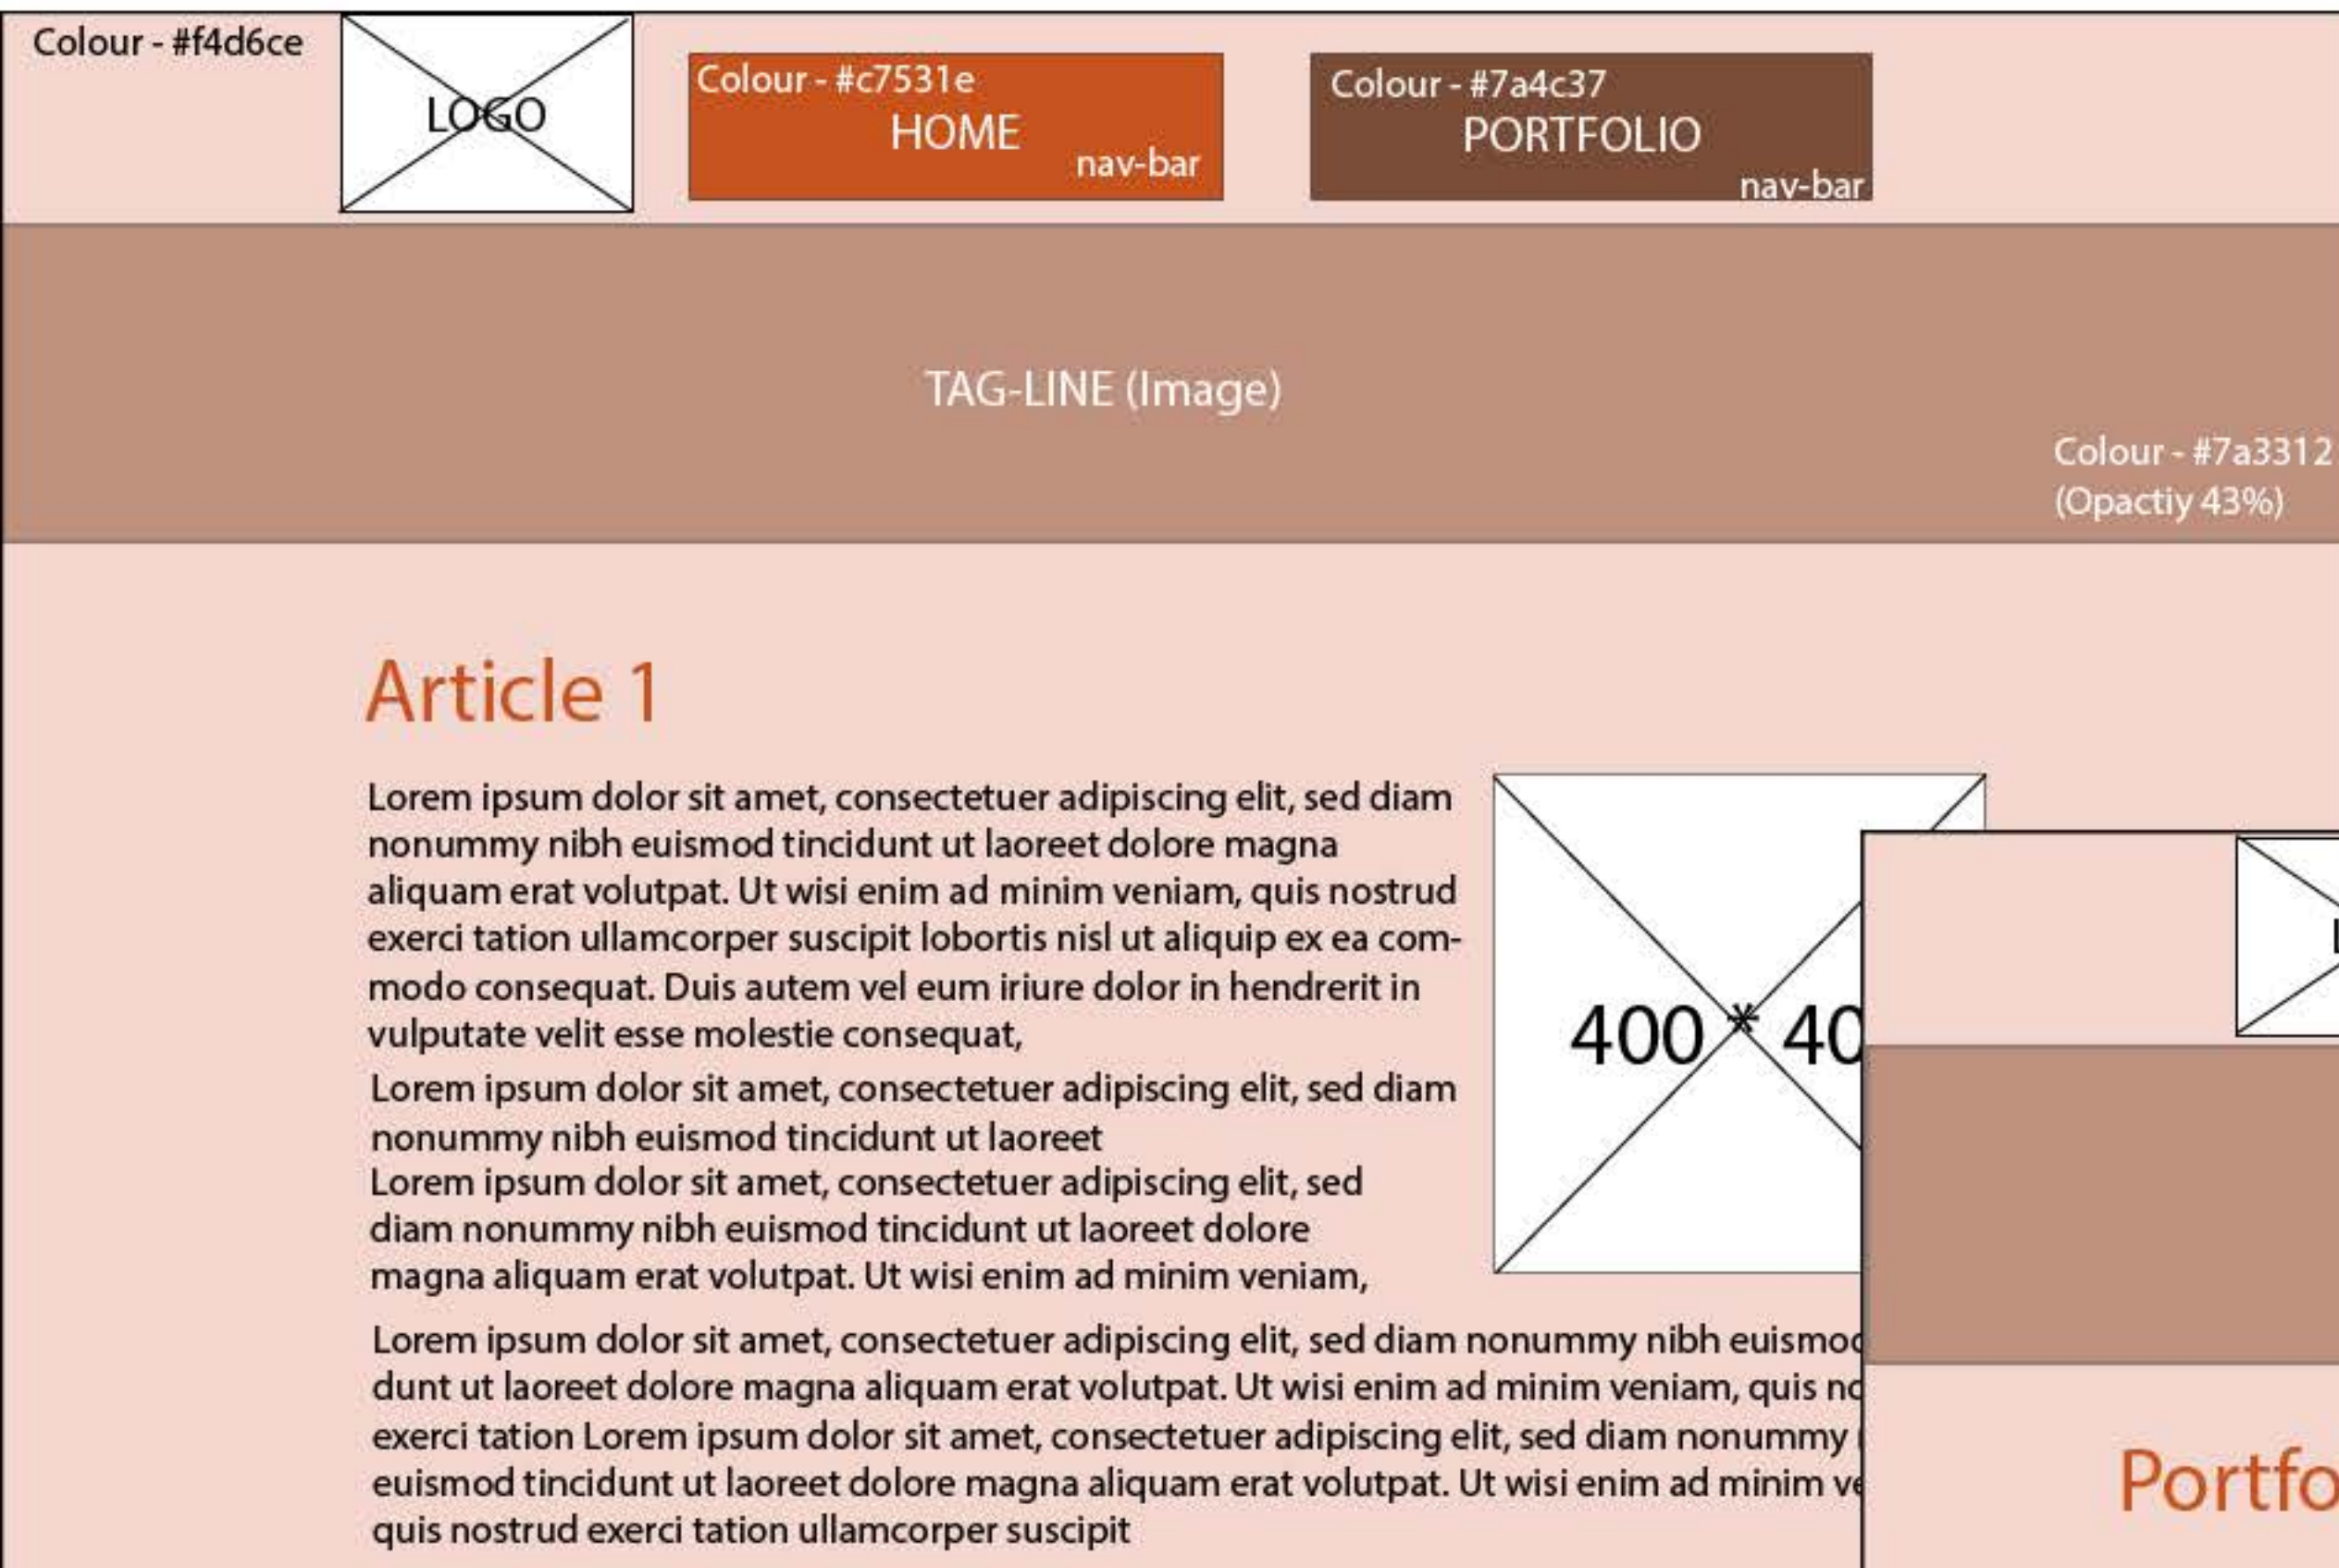 Colour - #f4d6ce
LOGO
Colour - #c7531e
HOME
nav-bar
Colour - #7a4c37
PORTFOLIO
nav-bar
TAG-LINE (Image)
Colour - #7a3312
(Opactiy 43%)
Article 1
Lorem ipsum dolor sit amet, consectetuer adipiscing elit, sed diam
nonummy nibh euismod tincidunt ut laoreet dolore magna
aliquam erat volutpat. Ut wisi enim ad minim veniam, quis nostrud
exerci tation ullamcorper suscipit lobortis nisl ut aliquip ex ea com-
modo consequat. Duis autem vel eum iriure dolor in hendrerit in
vulputate velit esse molestie consequat,
Lorem ipsum dolor sit amet, consectetuer adipiscing elit, sed diam
nonummy nibh euismod tincidunt ut laoreet
Lorem ipsum dolor sit amet, consectetuer adipiscing elit, sed
diam nonummy nibh euismod tincidunt ut laoreet dolore
magna aliquam erat volutpat. Ut wisi enim ad minim veniam,
400 * 40
Lorem ipsum dolor sit amet, consectetuer adipiscing elit, sed diam nonummy nibh euismod
dunt ut laoreet dolore magna aliquam erat volutpat. Ut wisi enim ad minim veniam, quis
exerci tation Lorem ipsum dolor sit amet, consectetuer adipiscing elit, sed diam nonummy
euismod tincidunt ut laoreet dolore magna aliquam erat volutpat. Ut wisi enim ad minim
quis nostrud exerci tation ullamcorper suscipit
Portfo